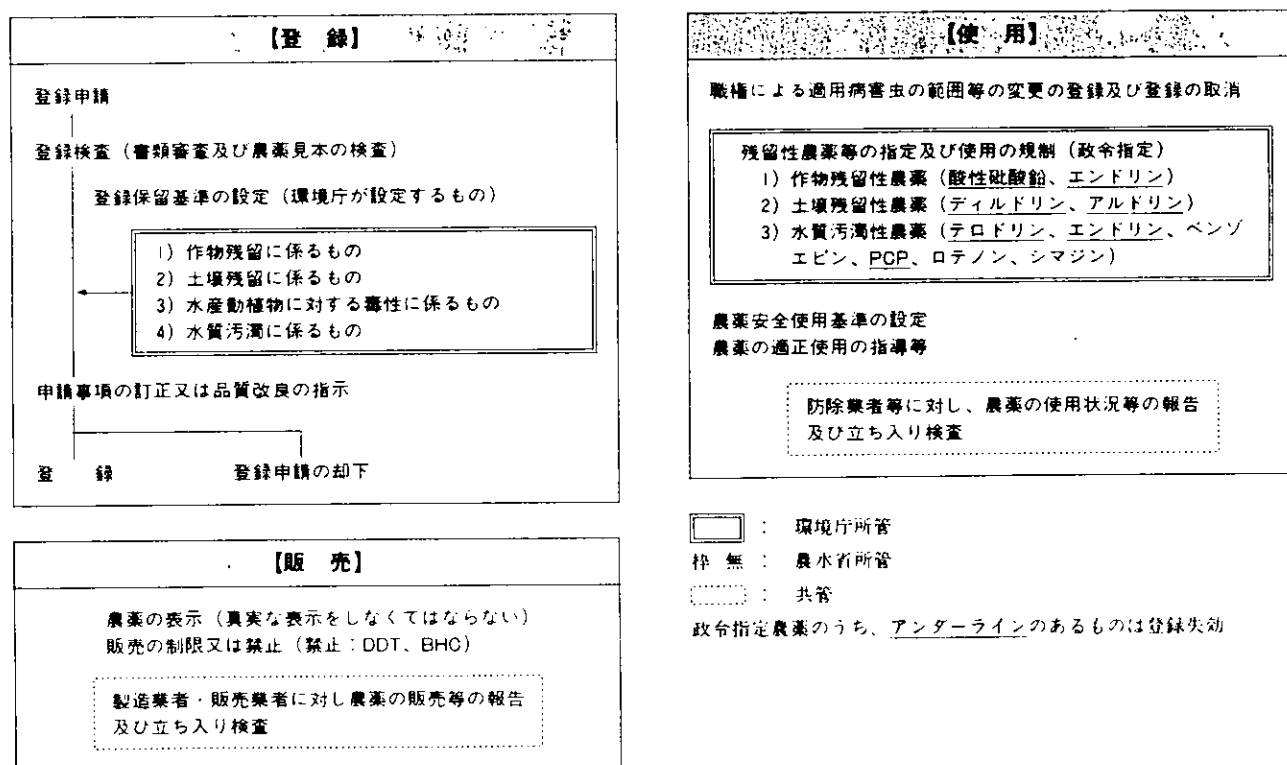 【登 録】
登録申請
登録検査（書類審査及び農薬見本の検査）
登録保留基準の設定（環境庁が設定するもの）
1）作物残留に係るもの
2）土壌残留に係るもの
3）水産動植物に対する毒性に係るもの
4）水質汚濁に係るもの
申請事項の訂正又は品質改良の指示
登 録 登録申請の却下
【販 売】
農薬の表示（真実な表示をしなくてはならない）
販売の制限又は禁止（禁止：DDT、BHC）
製造業者・販売業者に対し農薬の販売等の報告
及び立ち入り検査
【使 用】
職権による適用病害虫の範囲等の変更の登録及び登録の取消
残留性農薬等の指定及び使用の規制（政令指定）
1）作物残留性農薬（酸性砒酸鉛、エンドリン）
2）土壌残留性農薬（ディルドリン、アルドリン）
3）水質汚濁性農薬（テロドリン、エンドリン、ベンゾ
エピン、PCP、ロテノン、シマジン）
農薬安全使用基準の設定
農薬の適正使用の指導等
防除業者等に対し、農薬の使用状況等の報告
及び立ち入り検査
： 環境庁所管
枠 無 ： 農水省所管
： 共管
政令指定農薬のうち、アンダーラインのあるものは登録失効